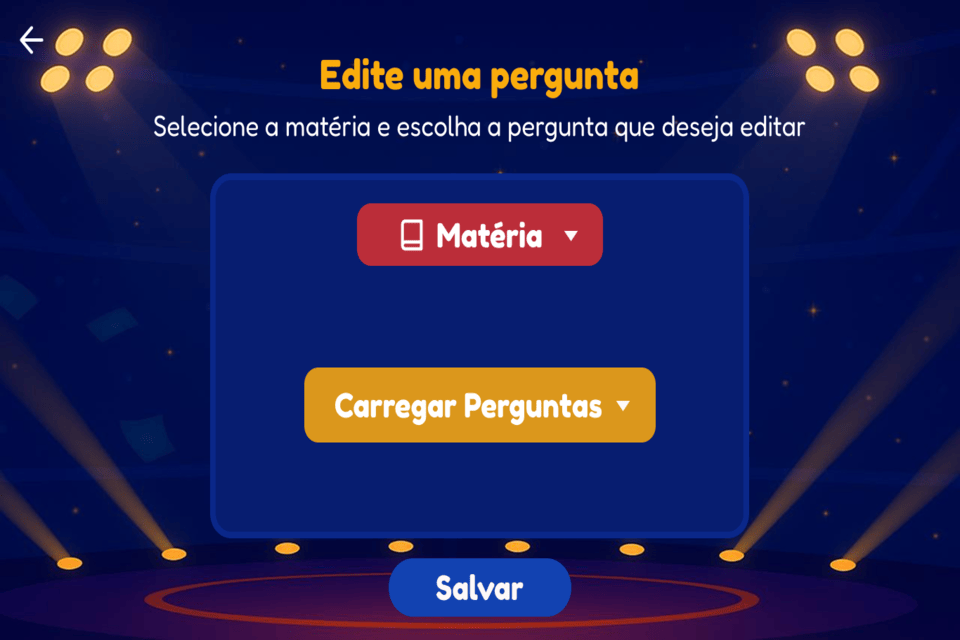 Edite uma pergunta
Selecione a matéria e escolha a pergunta que deseja editar
Matéria
Carregar Perguntas
Salvar